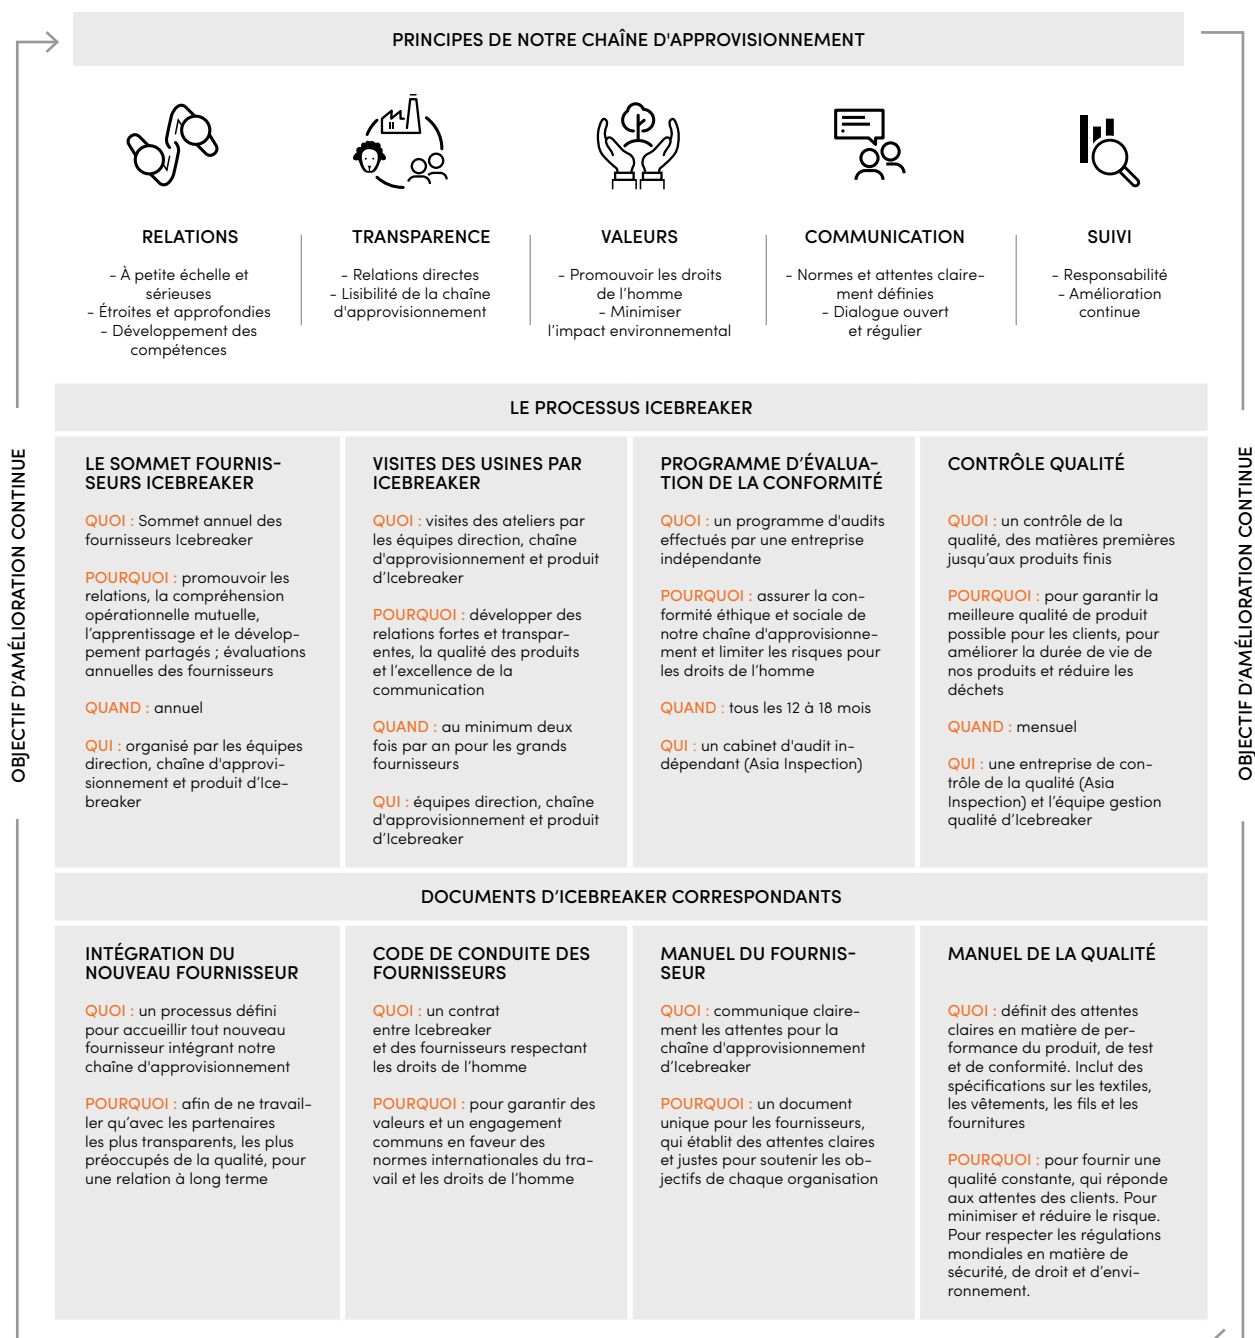 PRINCIPES DE NOTRE CHAÎNE D'APPROVISIONNEMENT
RELATIONS
- À petite échelle et
sérieuses
- Étroites et approfondies
- Développement des
compétences
TRANSPARENCE
- Relations directes
- Lisibilité de la chaîne
d'approvisionnement
VALEURS
- Promouvoir les droits
de l'homme
- Minimiser
l'impact environnemental
COMMUNICATION
- Normes et attentes claire-
ment définies
- Dialogue ouvert
et régulier
SUIVI
- Responsabilité
- Amélioration
continue
OBJECTIF D'AMÉLIORATION CONTINUE
OBJECTIF D'AMÉLIORATION CONTINUE
LE PROCESSUS ICEBREAKER
LE SOMMET FOURNIS-
SEURS ICEBREAKER
QUOI : Sommet annuel des
fournisseurs Icebreaker
POURQUOI : promouvoir les
relations, la compréhension
opérationnelle mutuelle,
l'apprentissage et le dévelop-
pement partagés ; évaluations
annuelles des fournisseurs
QUAND : annuel
QUI : organisé par les équipes
direction, chaîne d'approvi-
sionnement et produit d'Ice-
breaker
VISITES DES USINES PAR
ICEBREAKER
QUOI : visites des ateliers par
les équipes direction, chaîne
d'approvisionnement et produit
d'Icebreaker
POURQUOI : développer des
relations fortes et transpar-
entes, la qualité des produits
et l'excellence de la
communication
QUAND : au minimum deux
fois par an pour les grands
fournisseurs
QUI : équipes direction, chaîne
d'approvisionnement et produit
d'Icebreaker
PROGRAMME D'ÉVALUA-
TION DE LA CONFORMITÉ
QUOI : un programme d'audits
effectués par une entreprise
indépendante
POURQUOI : assurer la con-
formité éthique et sociale de
notre chaîne d'approvisionne-
ment et limiter les risques pour
les droits de l'homme
QUAND : tous les 12 à 18 mois
QUI : un cabinet d'audit in-
dépendant (Asia Inspection)
CONTRÔLE QUALITÉ
QUOI : un contrôle de la
qualité, des matières premières
jusqu'aux produits finis
POURQUOI : pour garantir la
meilleure qualité de produit
possible pour les clients, pour
améliorer la durée de vie de
nos produits et réduire les
déchets
QUAND : mensuel
QUI : une entreprise de con-
trôle de la qualité (Asia
Inspection) et l'équipe gestion
qualité d'Icebreaker
DOCUMENTS D'ICEBREAKER CORRESPONDANTS
INTÉGRATION DU
NOUVEAU FOURNISSEUR
QUOI : un processus défini
pour accueillir tout nouveau
fournisseur intégrant notre
chaîne d'approvisionnement
POURQUOI : afin de ne travail-
ler qu'avec les partenaires
les plus transparents, les plus
préoccupés de la qualité, pour
une relation à long terme
CODE DE CONDUITE DES
FOURNISSEURS
QUOI : un contrat
entre Icebreaker
et des fournisseurs respectant
les droits de l'homme
POURQUOI : pour garantir des
valeurs et un engagement
communs en faveur des
normes internationales du tra-
vail et les droits de l'homme
MANUEL DU FOURNIS-
SEUR
QUOI : communique claire-
ment les attentes pour la
chaîne d'approvisionnement
d'Icebreaker
POURQUOI : un document
unique pour les fournisseurs,
qui établit des attentes claires
et justes pour soutenir les ob-
jectifs de chaque organisation
MANUEL DE LA QUALITÉ
QUOI : définit des attentes
claires en matière de per-
formance du produit, de test
et de conformité. Inclut des
spécifications sur les textiles,
les vêtements, les fils et les
fournitures
POURQUOI : pour fournir une
qualité constante, qui réponde
aux attentes des clients. Pour
minimiser et réduire le risque.
Pour respecter les régulations
mondiales en matière de
sécurité, de droit et d'envi-
ronnement.